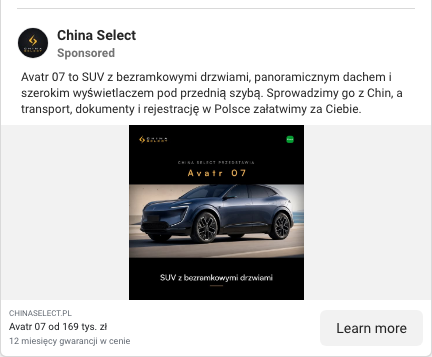 China Select
Sponsored
Avatr 07 to SUV z bezramkowymi drzwiami, panoramicznym dachem i
szerokim wyświetlaczem pod przednią szybą. Sprowadzimy go z Chin, a
transport, dokumenty i rejestrację w Polsce załatwimy za Ciebie.
CHINA
SELECT
CHINA SELECT PRZEDSTAWIA
Avatr 07
SUV z bezramkowymi drzwiami
CHINASELECT.PL
Avatr 07 od 169 tys. zł
12 miesięcy gwarancji w cenie
Learn more